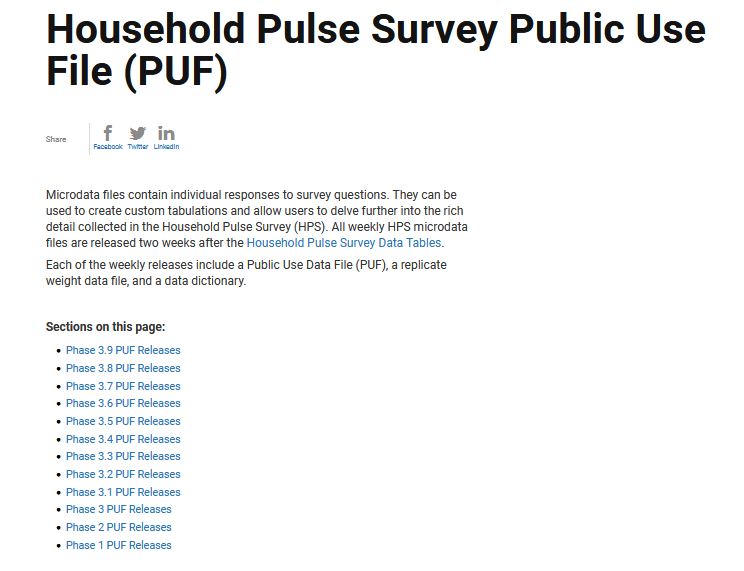 Household Pulse Survey Public Use
File (PUF)
Share
Facebook Twitter LinkedIn
Microdata files contain individual responses to survey questions. They can be
used to create custom tabulations and allow users to delve further into the rich
detail collected in the Household Pulse Survey (HPS). All weekly HPS microdata
files are released two weeks after the Household Pulse Survey Data Tables.
Each of the weekly releases include a Public Use Data File (PUF), a replicate
weight data file, and a data dictionary.
Sections on this page:
• Phase 3.9 PUF Releases
• Phase 3.8 PUF Releases
• Phase 3.7 PUF Releases
• Phase 3.6 PUF Releases
• Phase 3.5 PUF Releases
• Phase 3.4 PUF Releases
• Phase 3.3 PUF Releases
• Phase 3.2 PUF Releases
• Phase 3.1 PUF Releases
• Phase 3 PUF Releases
• Phase 2 PUF Releases
• Phase 1 PUF Releases